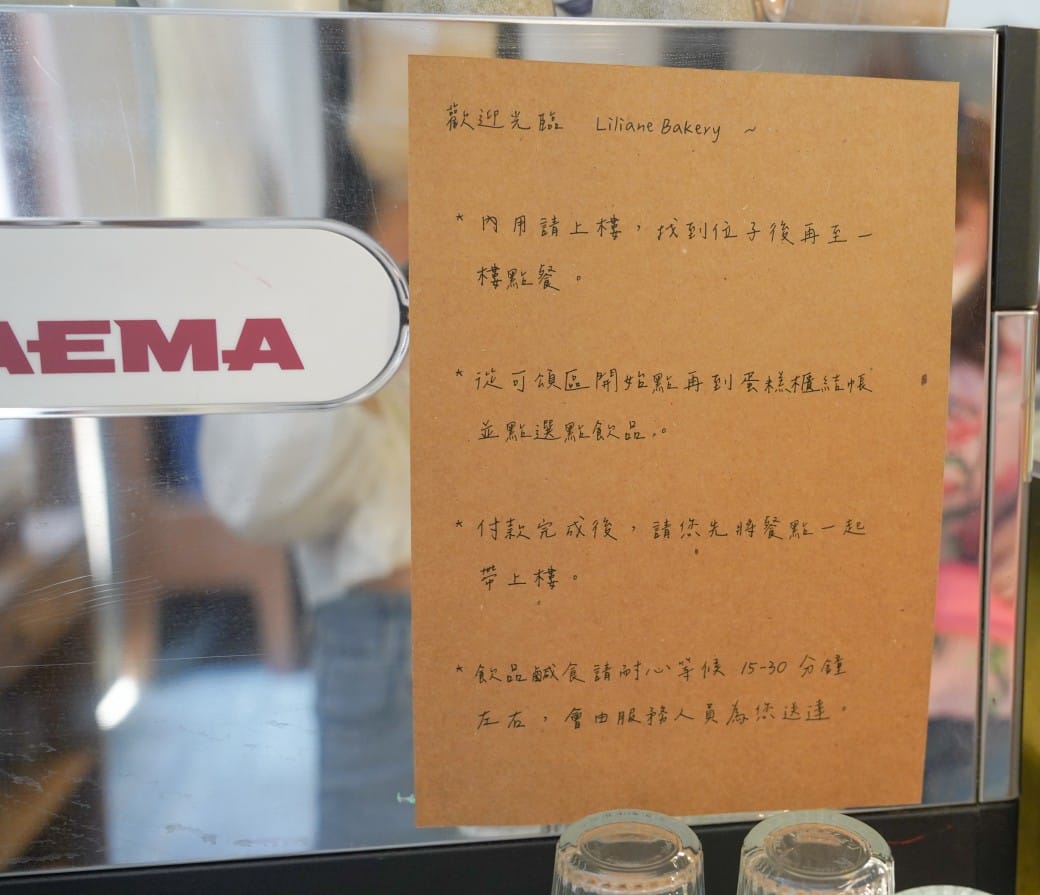 歡迎光臨 Liliane Bakery ~
* 內用請上樓，找到位子後再至一
樓點餐。
* 從可頌區開始點再到蛋糕櫃結帳
並點選點飲品。
* 付款完成後，請您先將餐點一起
帶上樓。
* 飲品鹹食請耐心等候 15-30 分鐘
左右，會由服務人員為您送達。
AEMA